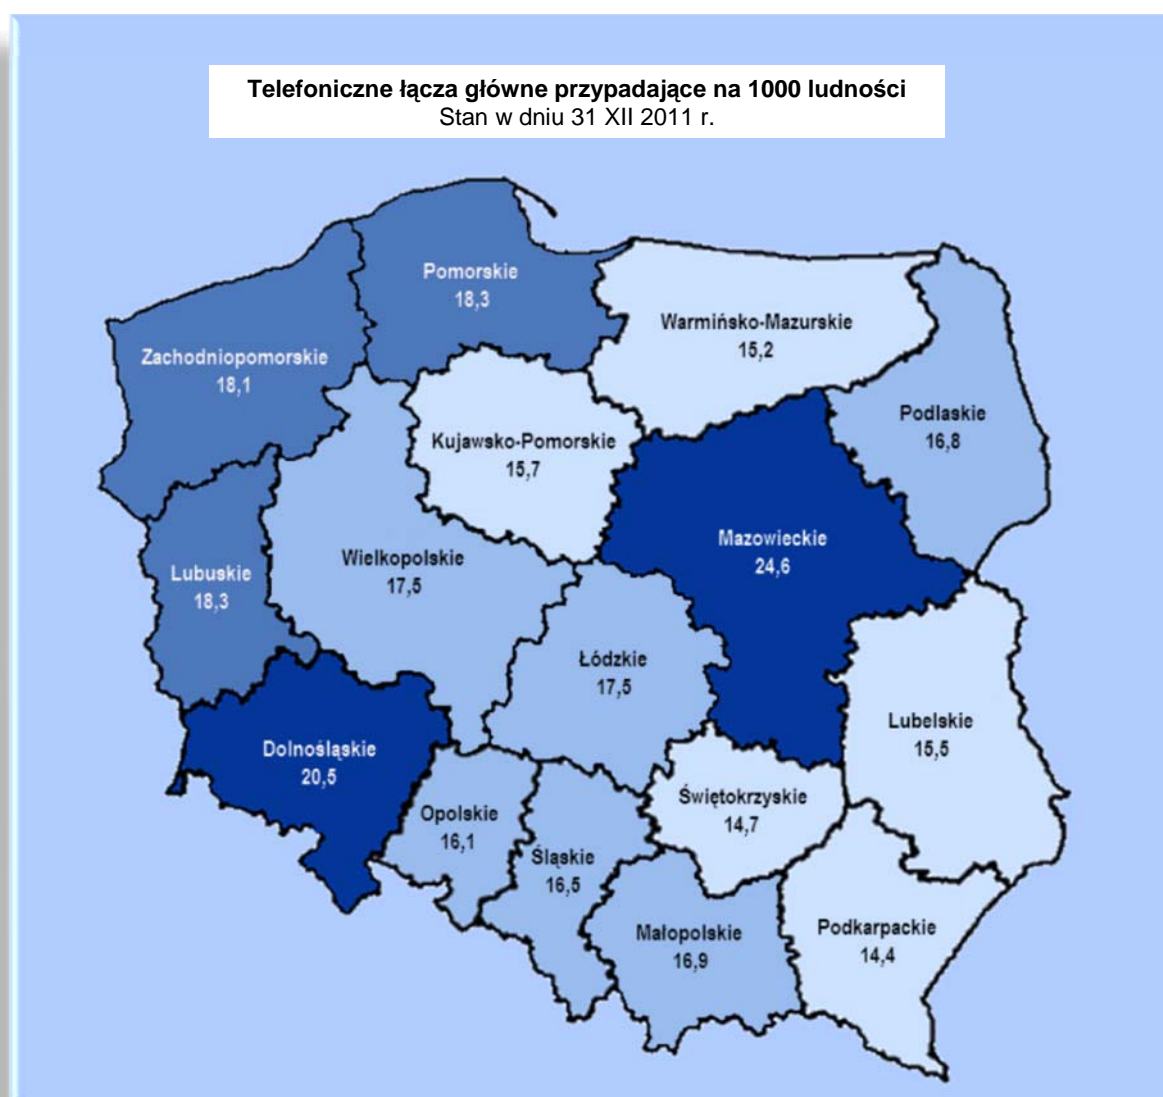 Telefoniczne łącza główne przypadające na 1000 ludności
Stan w dniu 31 XII 2011 r.
Pomorskie
18,3
Warmińsko-Mazurskie
15,2
Zachodniopomorskie
18,1
Podlaskie
16,8
Kujawsko-Pomorskie
15,7
Mazowieckie
24,6
Wielkopolskie
17,5
Lubuskie
18,3
Łódzkie
17,5
Lubelskie
15,5
Dolnośląskie
20,5
Świętokrzyskie
14,7
Opolskie
16,1
Śląskie
16,5
Małopolskie
16,9
Podkarpackie
14,4